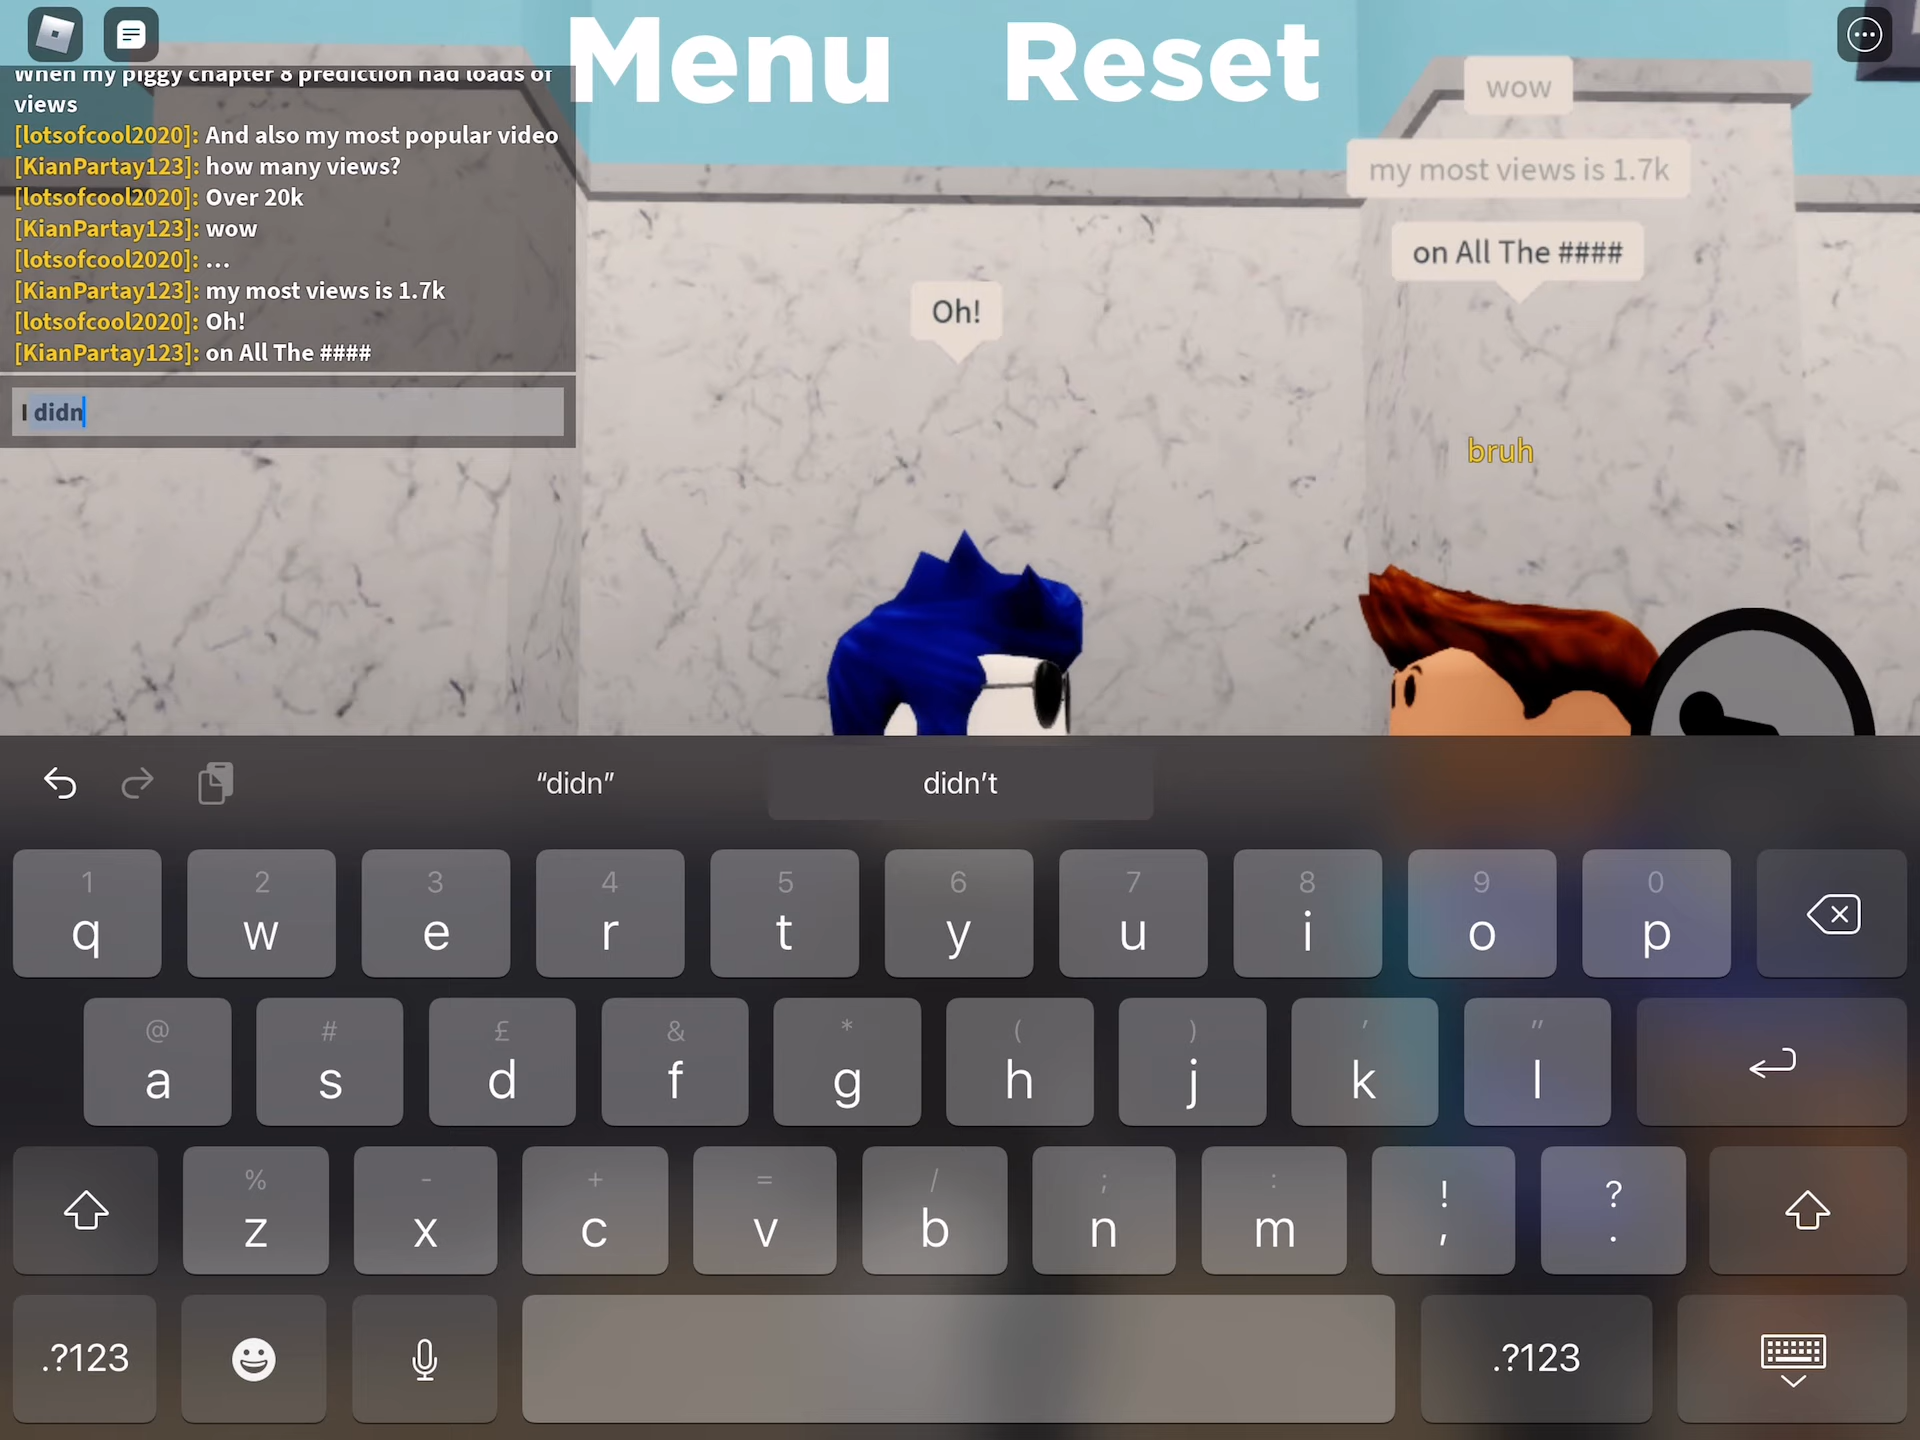 Menu Reset
When my piggy chapter 8 prediction had loads of
views
[lotsofcool2020]: And also my most popular video
[KianPartay123]: how many views?
[lotsofcool2020]: Over 20k
[KianPartay123]: wow
[lotsofcool2020]: ...
[KianPartay123]: my most views is 1.7k
[lotsofcool2020]: Oh!
[KianPartay123]: on All The ####
I didn
wow
my most views is 1.7k
on All The ####
Oh!
bruh
“didn” didn’t
1 2 3 4 5 6 7 8 9 0
q w e r t y u i o p
@ # £ & * ( ) ' "
a s d f g h j k l
% - + = / ; : ! ?
z x c v b n m , .
.?123 .?123